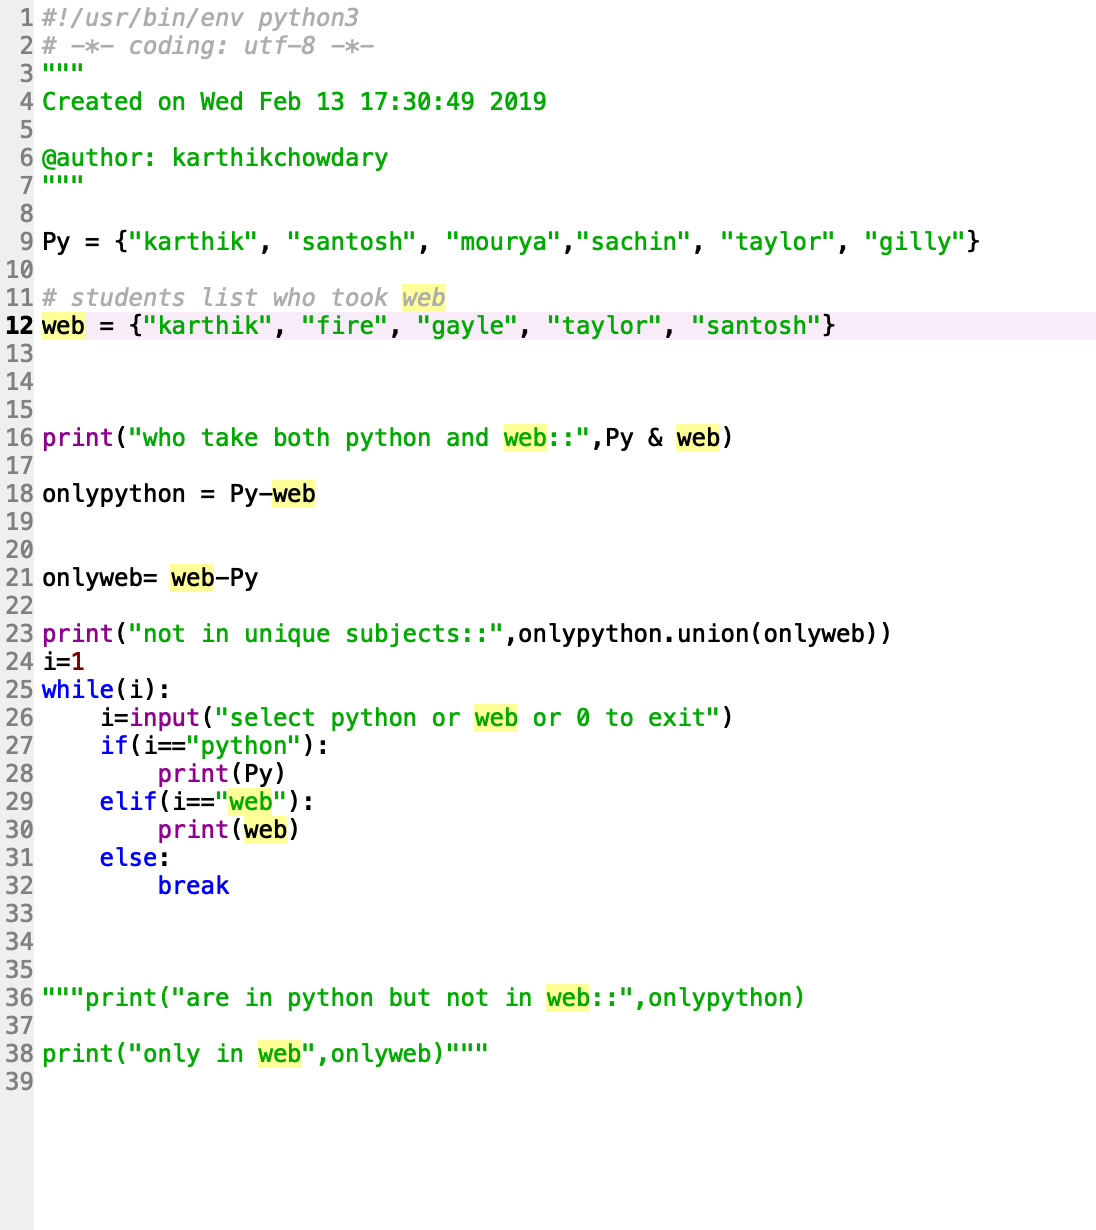 1 #!/usr/bin/env python3
2 # -*- coding: utf-8 -*-
3 """
4 Created on Wed Feb 13 17:30:49 2019
5
6 @author: karthikchowdary
7 """
8
9 Py = {"karthik", "santosh", "mourya","sachin", "taylor", "gilly"}
10
11 # students list who took web
12 web = {"karthik", "fire", "gayle", "taylor", "santosh"}
13
14
15
16 print("who take both python and web::",Py & web)
17
18 onlypython = Py-web
19
20
21 onlyweb= web-Py
22
23 print("not in unique subjects::",onlypython.union(onlyweb))
24 i=1
25 while(i):
26     i=input("select python or web or 0 to exit")
27     if(i=="python"):
28         print(Py)
29     elif(i=="web"):
30         print(web)
31     else:
32         break
33
34
35
36 """print("are in python but not in web::",onlypython)
37
38 print("only in web",onlyweb)"""
39